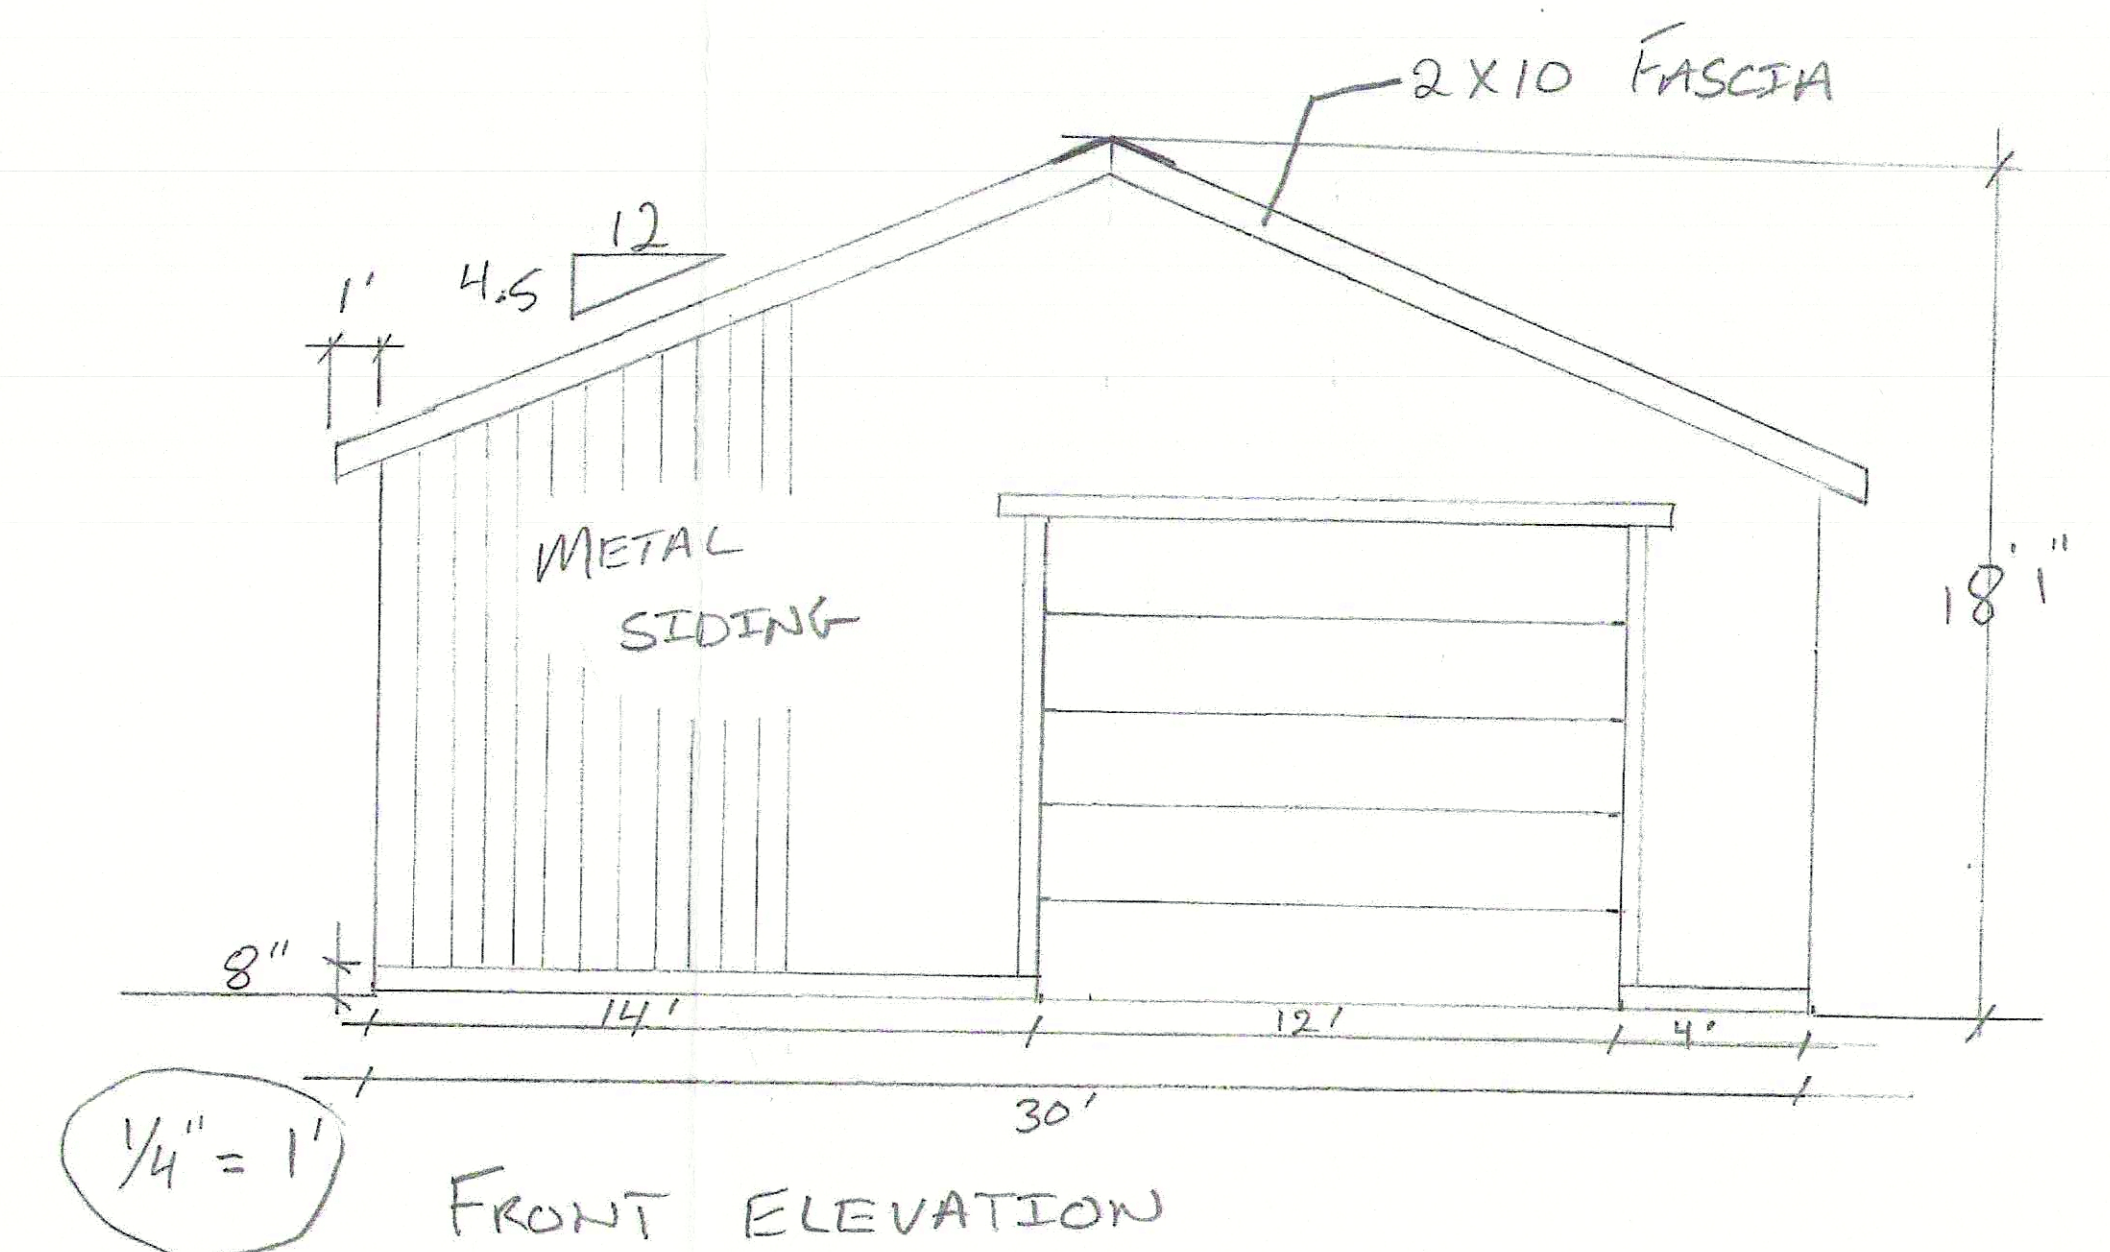 2X10 FASCIA
12
4.5
1'
METAL
SIDING
18'1"
8"
14'
12'
4'
30'
1/4" = 1'
FRONT ELEVATION